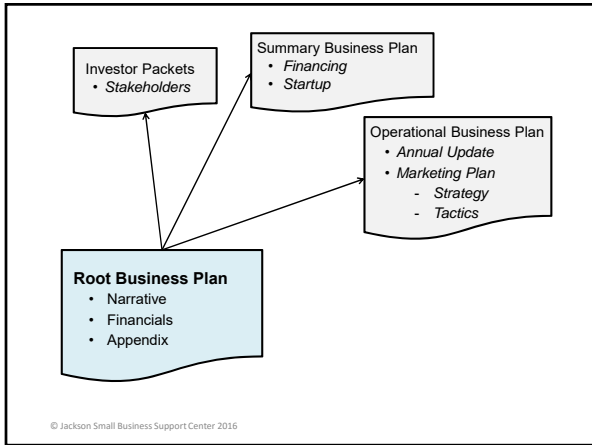 Investor Packets
• Stakeholders
Summary Business Plan
• Financing
• Startup
Operational Business Plan
• Annual Update
• Marketing Plan
- Strategy
- Tactics
Root Business Plan
• Narrative
• Financials
• Appendix
© Jackson Small Business Support Center 2016